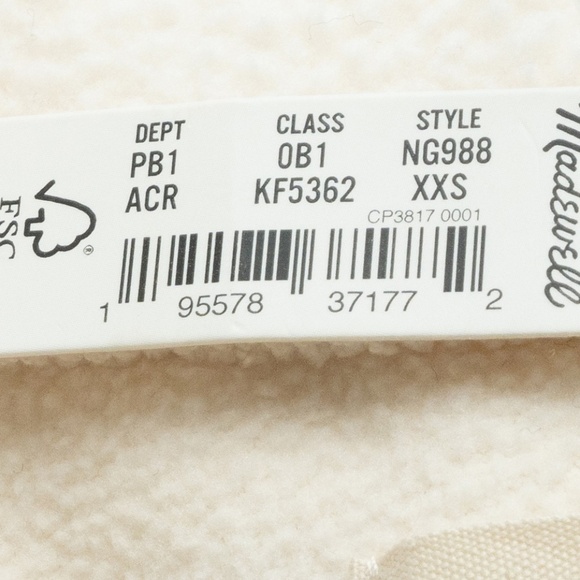 DEPT CLASS STYLE
PB1 0B1 NG988
ACR KF5362 XXS
CP3817 0001
1 95578 37177 2
Madewell
FSC
®